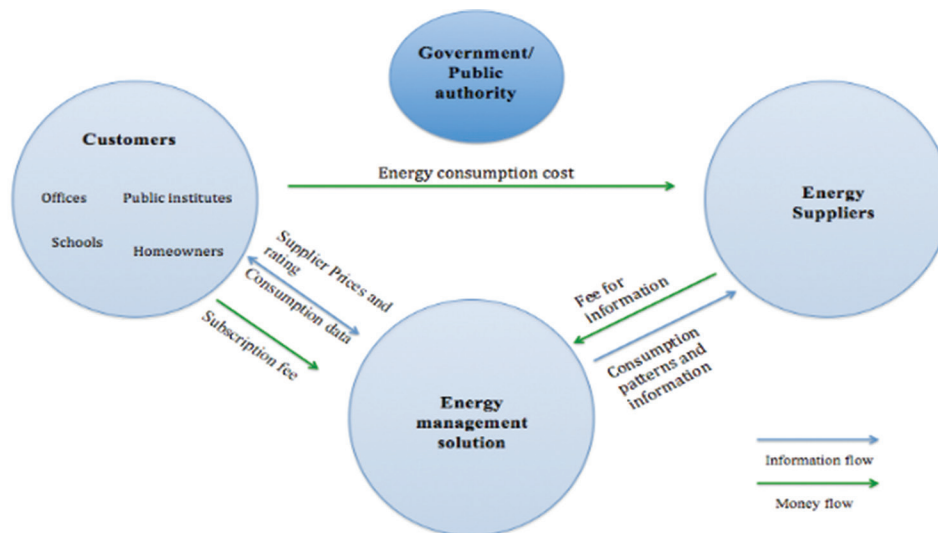 Government/
Public
authority
Customers
Offices
Public institutes
Schools
Homeowners
Energy consumption cost
Energy
Suppliers
Supplier Prices and
rating
Consumption data
Subscription fee
Fee for
information
Consumption
patterns and
information
Energy
management
solution
Information flow
Money flow